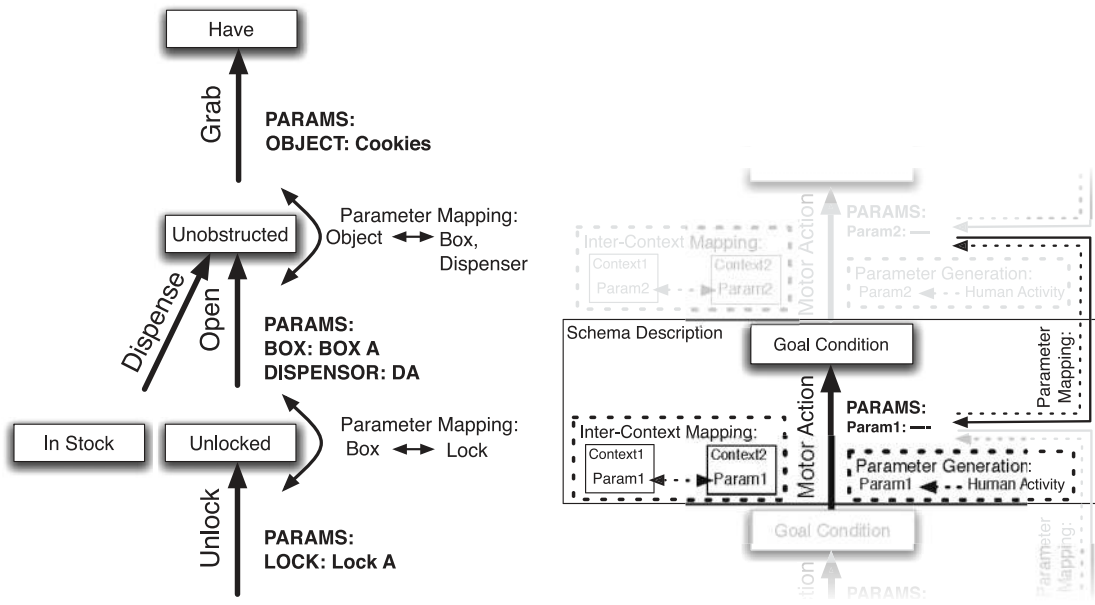 Have
Grab
PARAMS:
OBJECT: Cookies
Unobstructed
Parameter Mapping:
Object
Box,
Dispenser
Dispense
Open
PARAMS:
BOX: BOX A
DISPENSOR: DA
In Stock
Unlocked
Parameter Mapping:
Box
Lock
Unlock
PARAMS:
LOCK: Lock A
Motor Action
PARAMS:
Param2: —
Inter-Context Mapping:
Context1
Param2
Context2
Param2
Parameter Generation:
Param2
Human Activity
Schema Description
Goal Condition
Parameter
Mapping:
Motor Action
PARAMS:
Param1: —-
Inter-Context Mapping:
Context1
Param1
Context2
Param1
Parameter Generation:
Param1
Human Activity
Goal Condition
PARAMS: